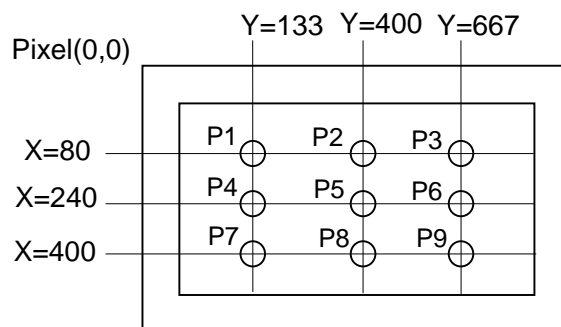 Y=133 Y=400 Y=667
Pixel(0,0)
P1 P2 P3
X=80
P4 P5 P6
X=240
P7 P8 P9
X=400